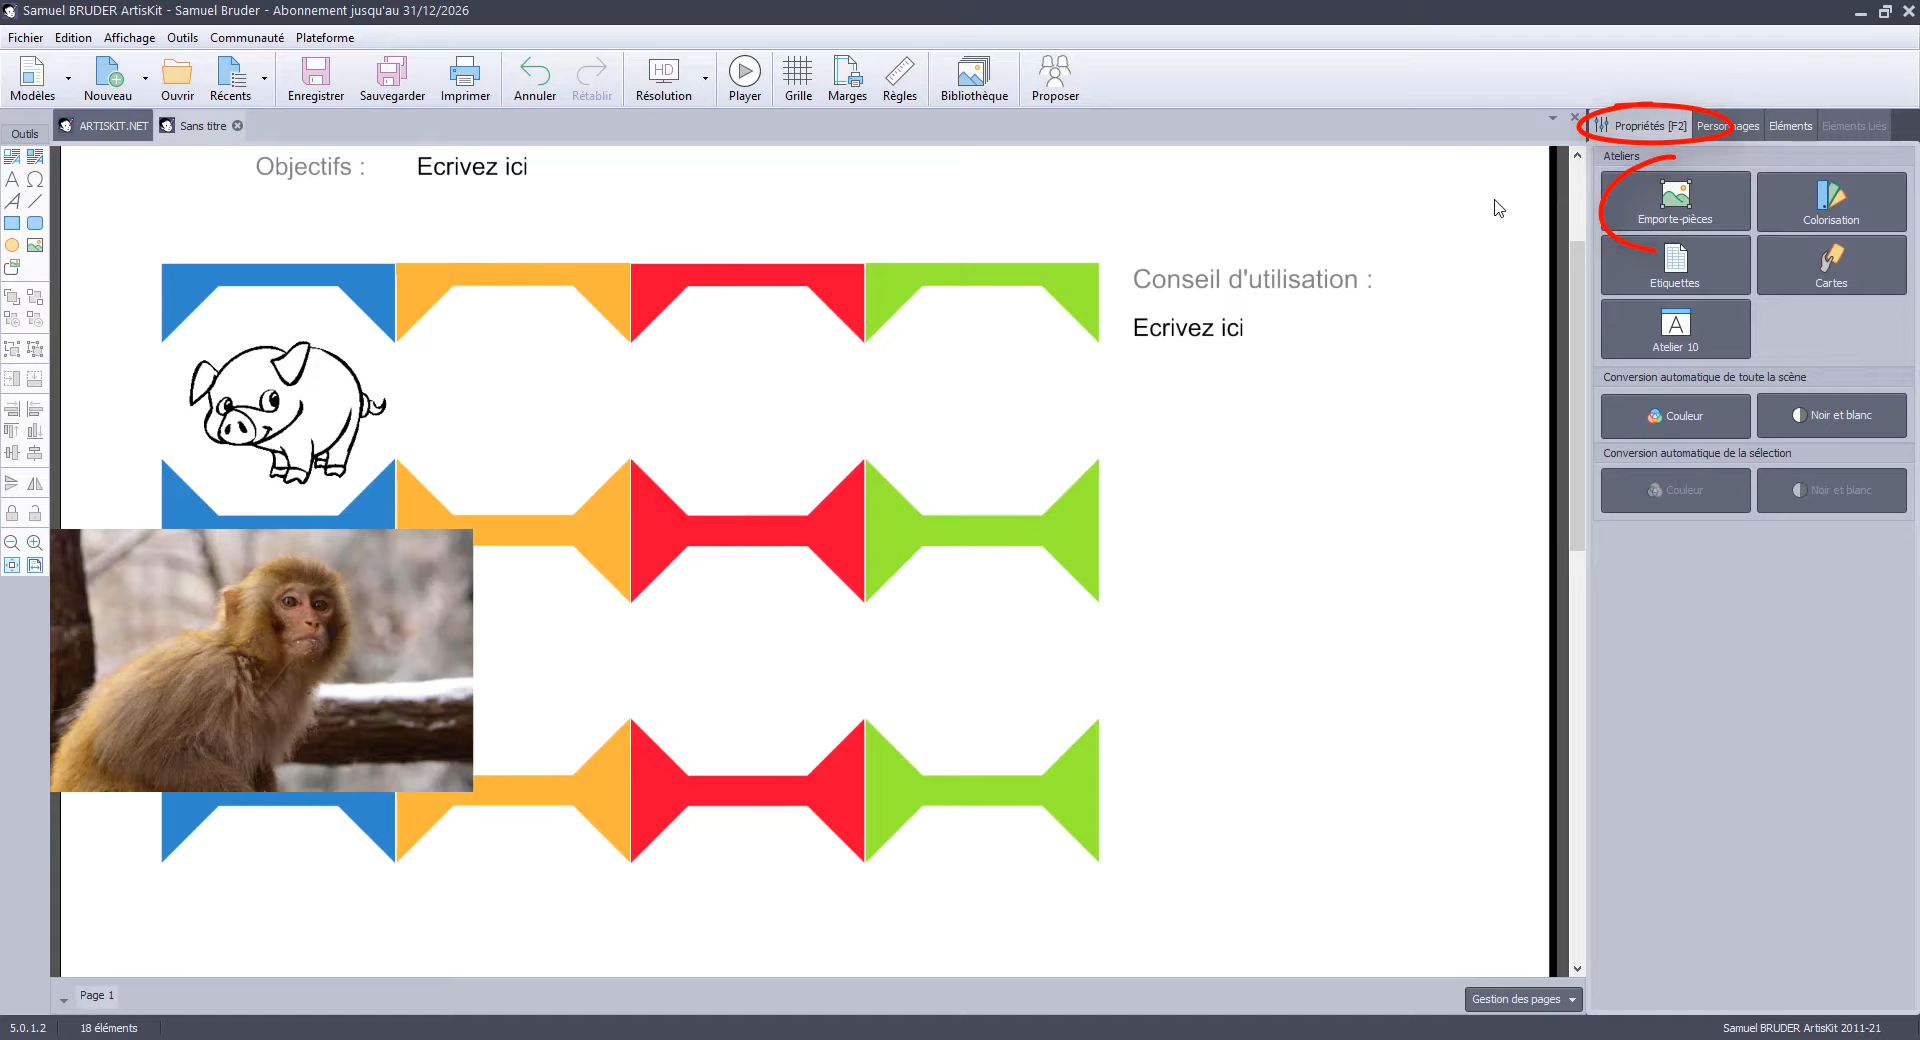 Samuel BRUDER ArtisKit - Samuel Bruder - Abonnement jusqu'au 31/12/2026
Fichier Edition Affichage Outils Communauté Plateforme
Modèles Nouveau Ouvrir Récents Enregistrer Sauvegarder Imprimer Annuler Rétablir HD Résolution Player Grille Marges Règles Bibliothèque Proposer
Outils ARTISKIT.NET Sans titre Propriétés [F2] Personnages Eléments Eléments Liés
Objectifs : Ecrivez ici
Ateliers
Emporte-pièces Colorisation
Etiquettes Cartes
A
Atelier 10
Conseil d'utilisation :
Ecrivez ici
Conversion automatique de toute la scène
Couleur Noir et blanc
Conversion automatique de la sélection
Couleur Noir et blanc
Page 1 Gestion des pages
5.0.1.2 18 éléments Samuel BRUDER ArtisKit 2011-21